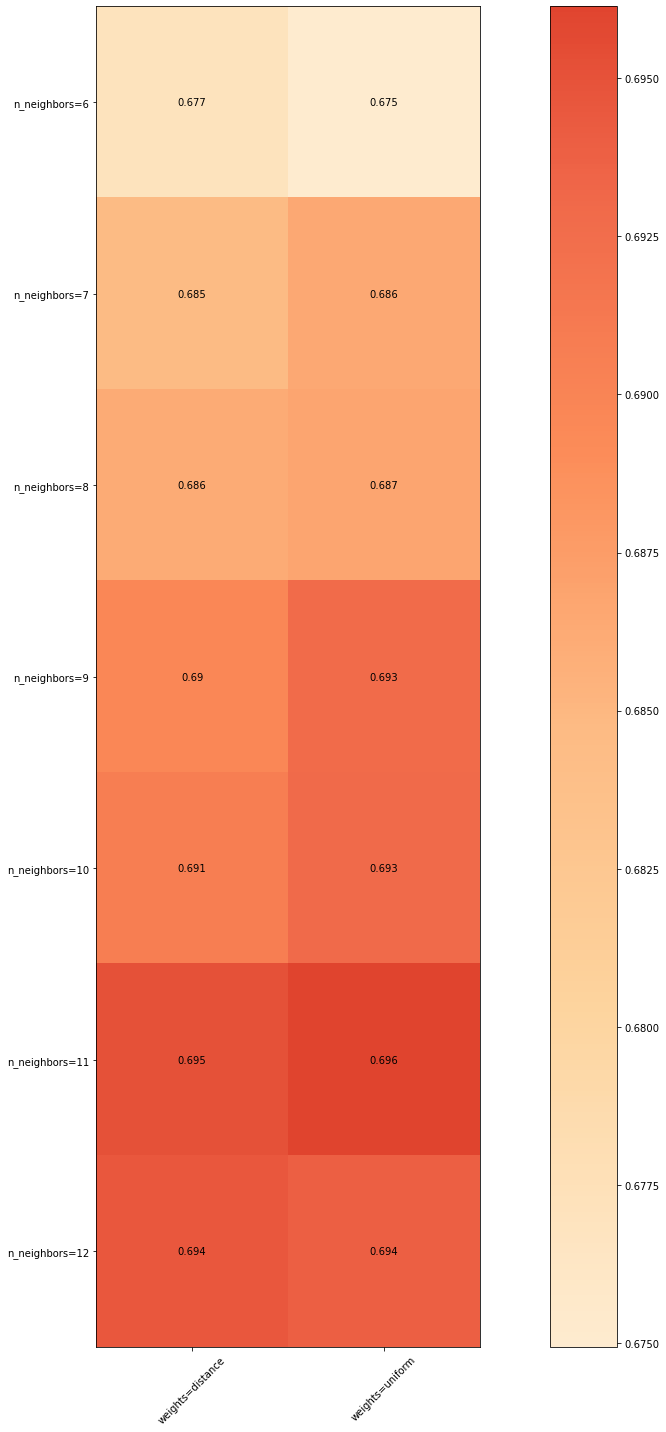 n_neighbors=6 0.677 0.675
n_neighbors=7 0.685 0.686
n_neighbors=8 0.686 0.687
n_neighbors=9 0.69 0.693
n_neighbors=10 0.691 0.693
n_neighbors=11 0.695 0.696
n_neighbors=12 0.694 0.694
weights=distance weights=uniform
0.6950
0.6925
0.6900
0.6875
0.6850
0.6825
0.6800
0.6775
0.6750